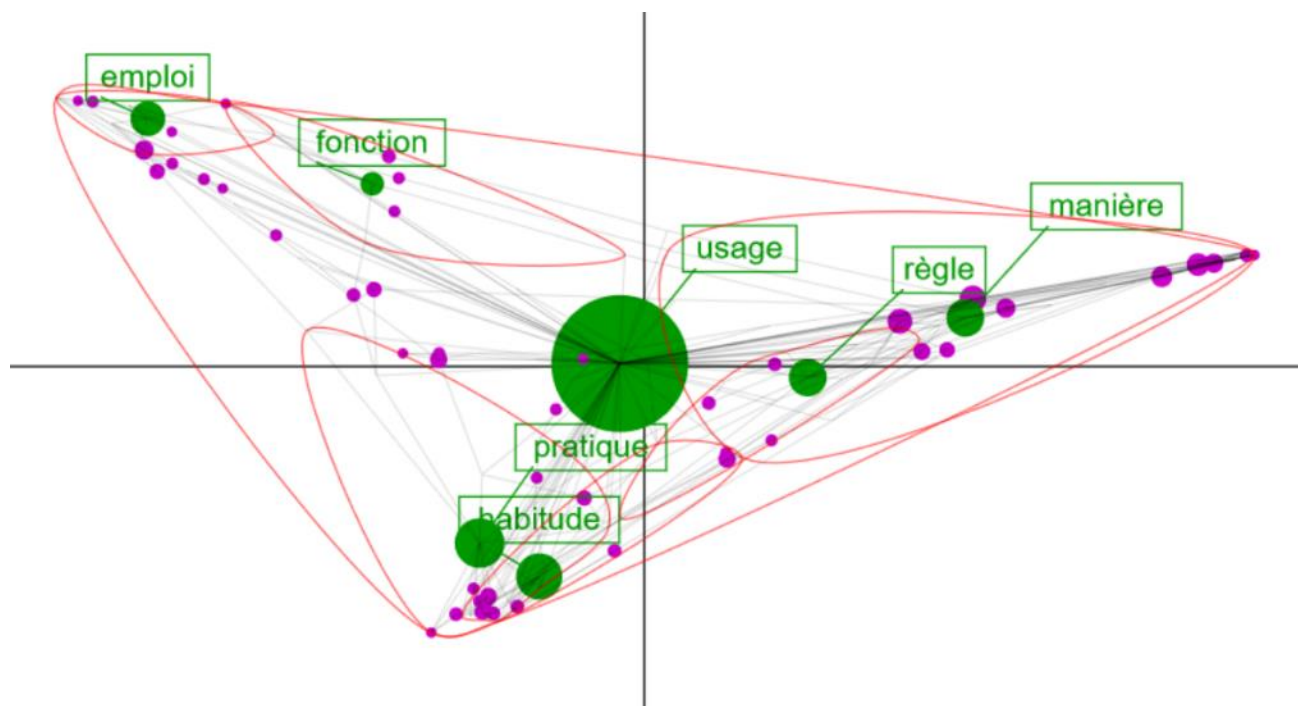 emploi
fonction
manière
usage
règle
pratique
habitude